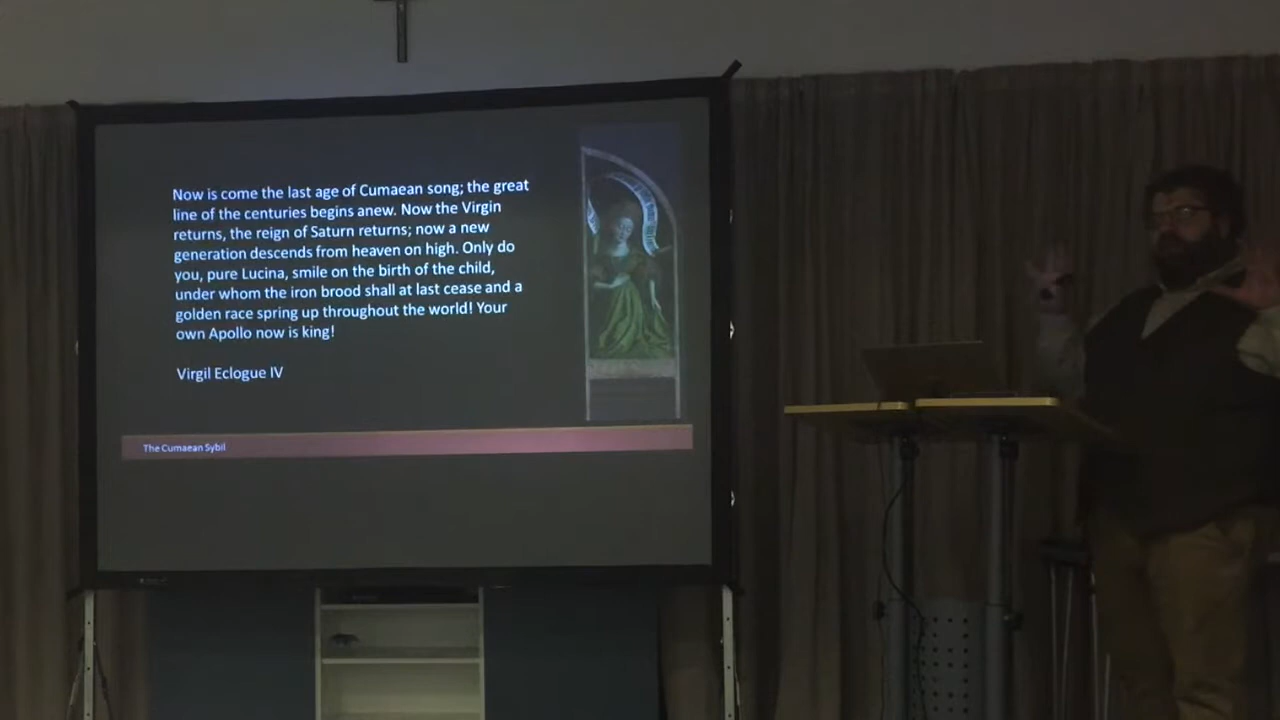 Now is come the last age of Cumaean song; the great
line of the centuries begins anew. Now the Virgin
returns, the reign of Saturn returns; now a new
generation descends from heaven on high. Only do
you, pure Lucina, smile on the birth of the child,
under whom the iron brood shall at last cease and a
golden race spring up throughout the world! Your
own Apollo now is king!
Virgil Eclogue IV
The Cumaean Sybil